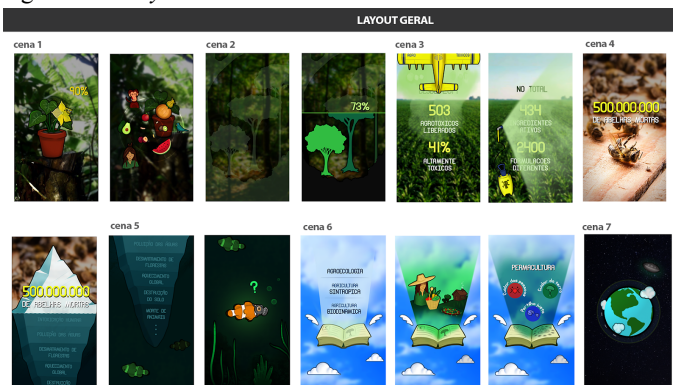 LAYOUT GERAL
cena 1
cena 2
cena 3
cena 4
90%
73%
AGRO
503
AGROTÓXICOS
LIBERADOS
41%
ALTAMENTE
TÓXICOS
NO TOTAL
434
INGREDIENTES
ATIVOS
2400
FORMULAÇÕES
DIFERENTES
500.000.000
DE ABELHAS MORTAS
cena 5
cena 6
cena 7
500.000.000
DE ABELHAS MORTAS
DESMATAMENTO DE
FLORESTAS
AQUECIMENTO
GLOBAL
DESTRUIÇÃO
POLUIÇÃO DAS ÁGUAS
DESMATAMENTO DE
FLORESTAS
AQUECIMENTO
GLOBAL
DESTRUIÇÃO
DO SOLO
MORTE DE
ANIMAIS
?
AGROECOLOGIA
AGRICULTURA
SINTRÓPICA
AGRICULTURA
BIODINÂMICA
PERMACULTURA